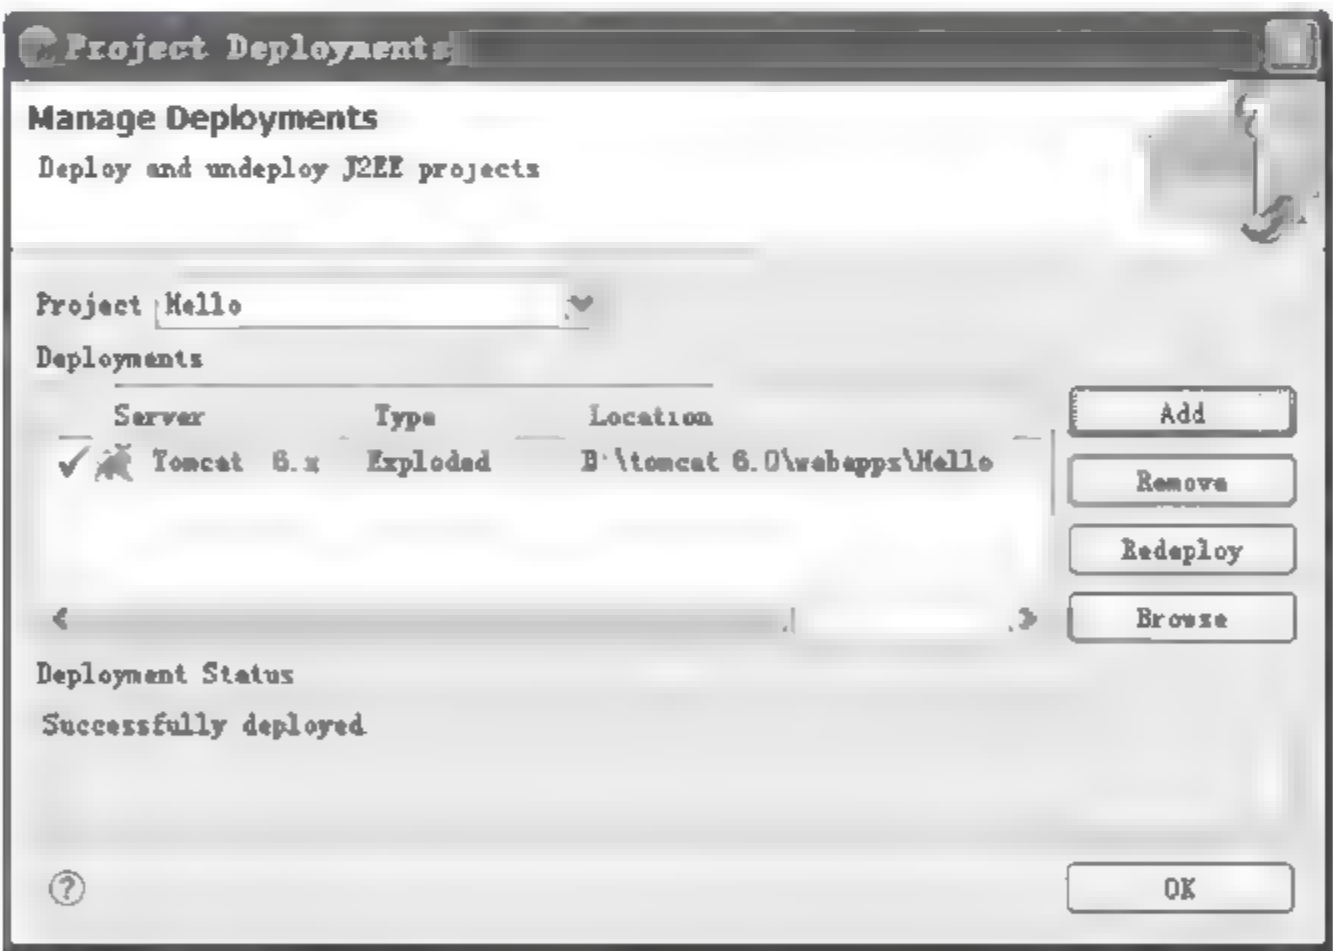 Project Deployments
Manage Deployments
Deploy and undeploy J2EE projects
Project Hello
Deployments
Server Type Location
Tomcat 6.x Exploded D:\tomcat 6.0\webapps\Hello
Add
Remove
Redeploy
Browse
Deployment Status
Successfully deployed
OK